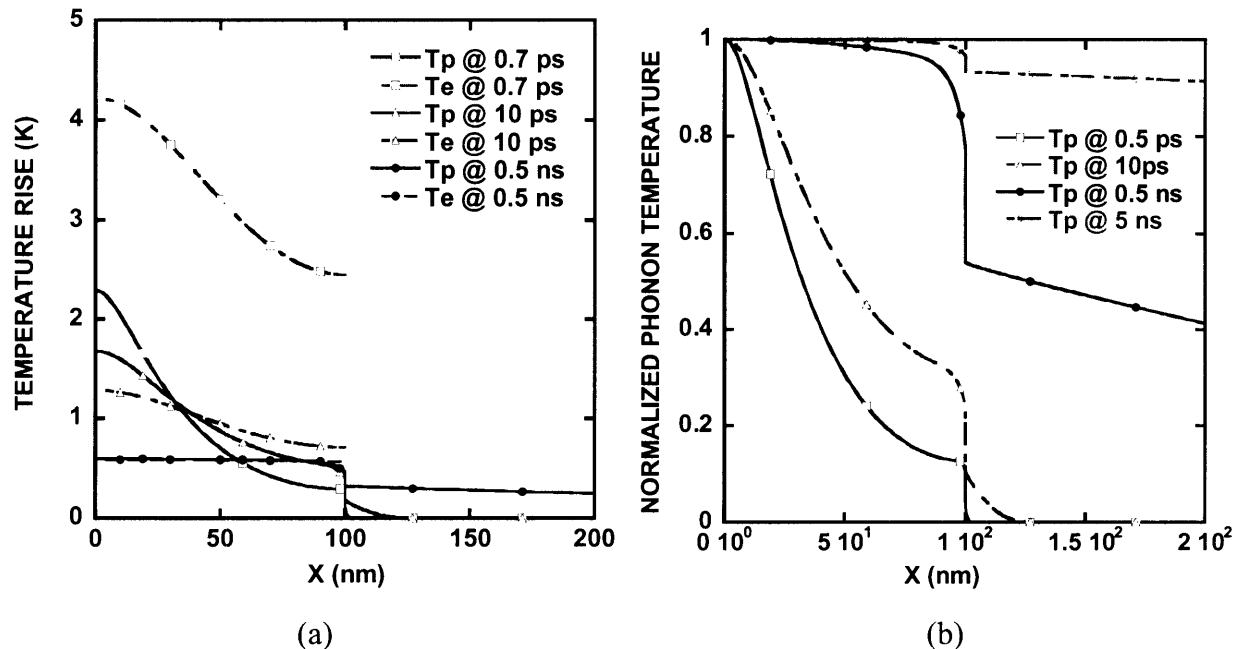 TEMPERATURE RISE (K)
5
4
3
2
1
0
0
50
100
150
200
X (nm)
Tp @ 0.7 ps
Te @ 0.7 ps
Tp @ 10 ps
Te @ 10 ps
Tp @ 0.5 ns
Te @ 0.5 ns
(a)
NORMALIZED PHONON TEMPERATURE
1
0.8
0.6
0.4
0.2
0
0 10⁰
5 10¹
1 10²
1.5 10²
2 10²
X (nm)
Tp @ 0.5 ps
Tp @ 10ps
Tp @ 0.5 ns
Tp @ 5 ns
(b)